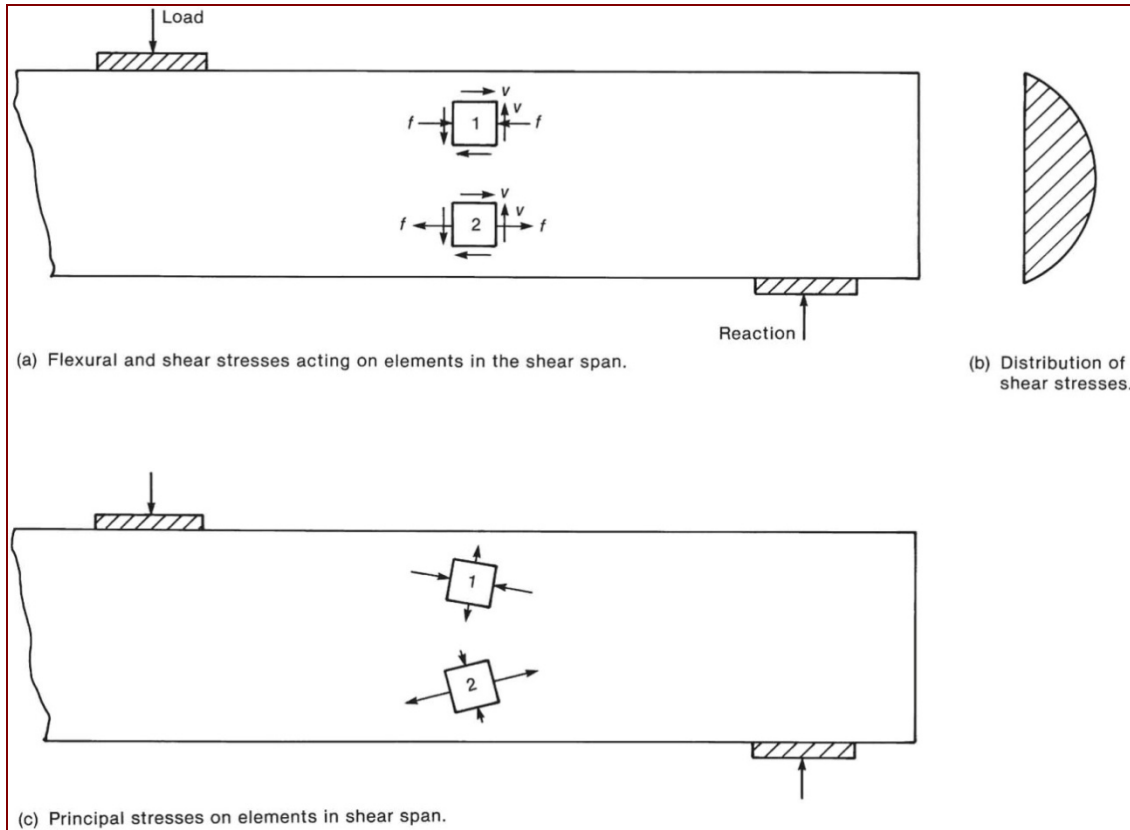 Load
v
v
f
1
f
v
v
f
2
f
Reaction
(a) Flexural and shear stresses acting on elements in the shear span.
(b) Distribution of
shear stresses.
1
2
(c) Principal stresses on elements in shear span.